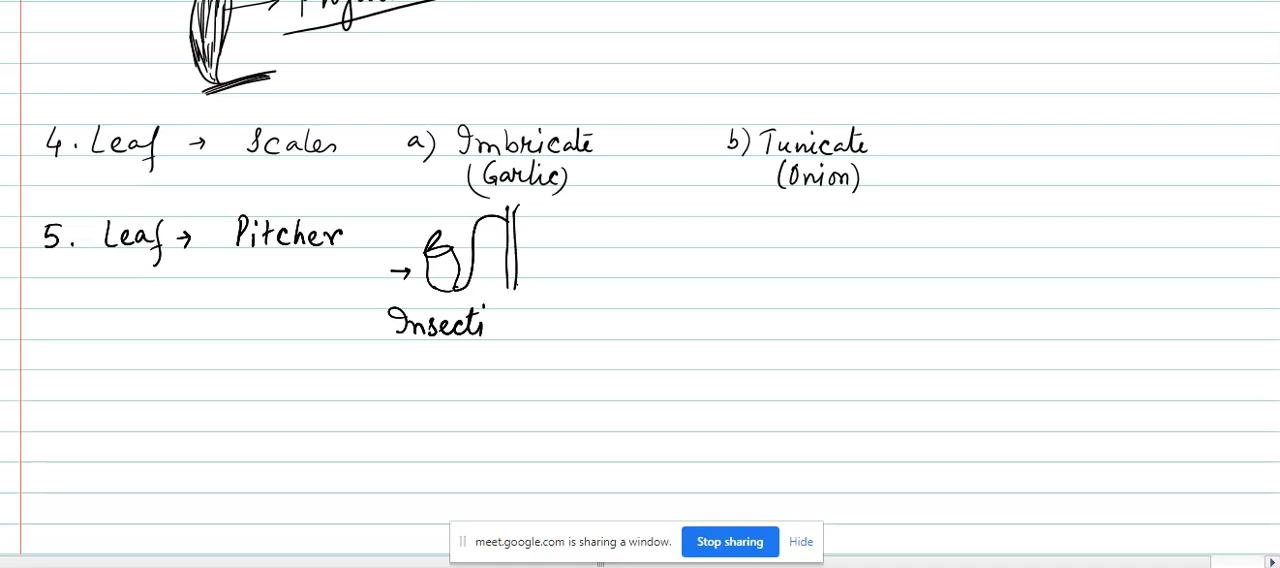 4. Leaf → Scales a) Imbricate b) Tunicate
(Garlic) (Onion)
5. Leaf → Pitcher →
Insecti
meet.google.com is sharing a window. Stop sharing Hide